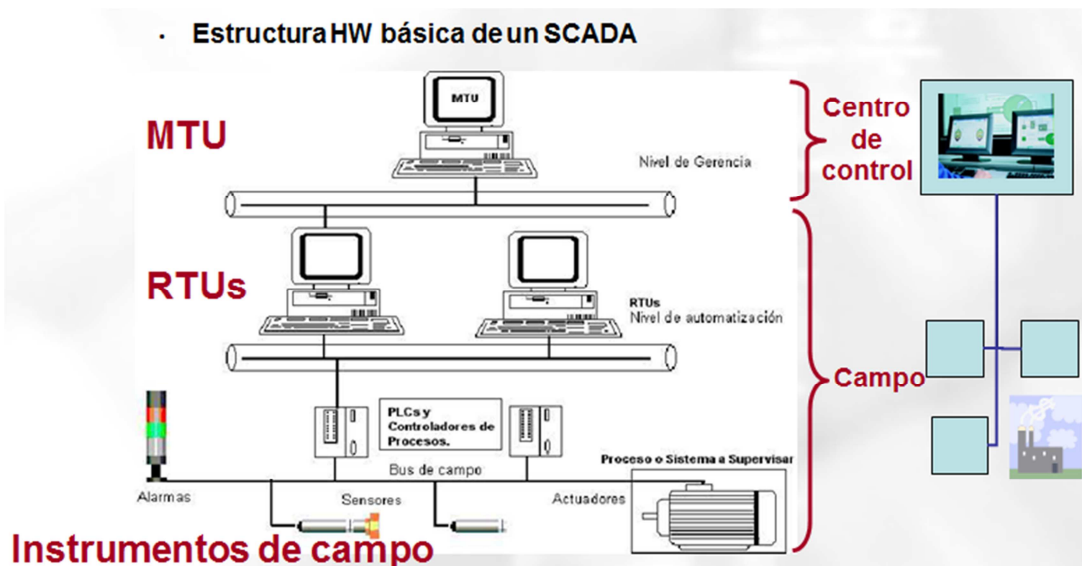 · Estructura HW básica de un SCADA
MTU
MTU
Nivel de Gerencia
Centro
de
control
RTUs
RTUs
Nivel de automatización
Campo
PLCs y
Controladores de
Procesos.
Bus de campo
Proceso o Sistema a Supervisar
Alarmas
Sensores
Actuadores
Instrumentos de campo